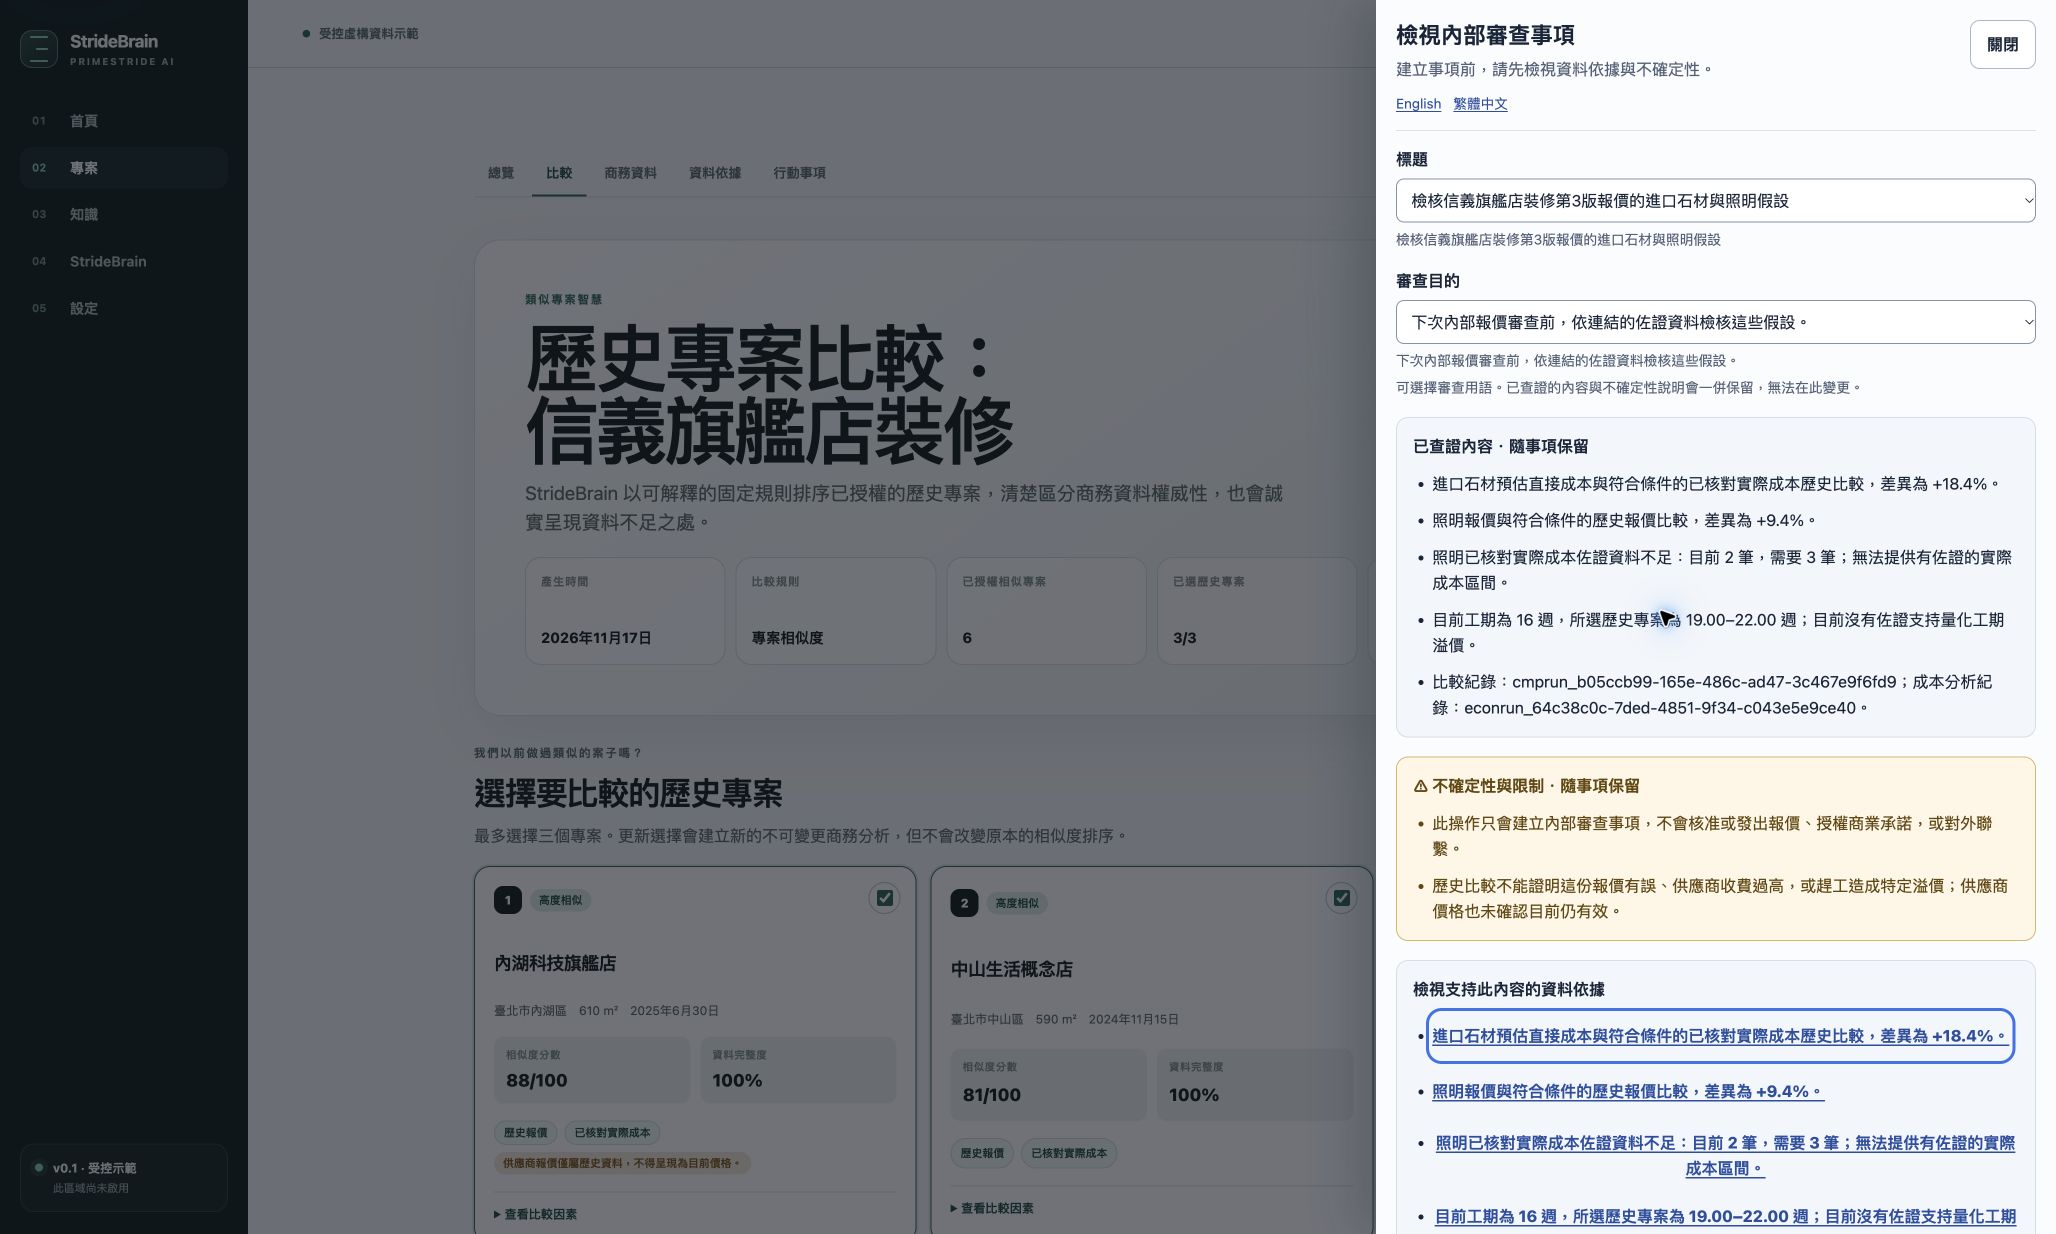 StrideBrain
PRIMESTRIDE AI
01 首頁
02 專案
03 知識
04 StrideBrain
05 設定
v0.1 · 受控示範
此區域尚未啟用
受控虛構資料示範
總覽 比較 商務資料 資料依據 行動事項
類似專案智慧
歷史專案比較：
信義旗艦店裝修
StrideBrain 以可解釋的固定規則排序已授權的歷史專案，清楚區分商務資料權威性，也會誠
實呈現資料不足之處。
產生時間
2026年11月17日
比較規則
專案相似度
已授權相似專案
6
已選歷史專案
3/3
我們以前做過類似的案子嗎？
選擇要比較的歷史專案
最多選擇三個專案。更新選擇會建立新的不可變更商務分析，但不會改變原本的相似度排序。
1 高度相似
內湖科技旗艦店
臺北市內湖區 610 m² 2025年6月30日
相似度分數
88/100
資料完整度
100%
歷史報價 已核對實際成本
供應商報價僅屬歷史資料，不得呈現為目前價格。
▸ 查看比較因素
2 高度相似
中山生活概念店
臺北市中山區 590 m² 2024年11月15日
相似度分數
81/100
資料完整度
100%
歷史報價 已核對實際成本
▸ 查看比較因素
檢視內部審查事項
關閉
建立事項前，請先檢視資料依據與不確定性。
English 繁體中文
標題
檢核信義旗艦店裝修第3版報價的進口石材與照明假設
檢核信義旗艦店裝修第3版報價的進口石材與照明假設
審查目的
下次內部報價審查前，依連結的佐證資料檢核這些假設。
下次內部報價審查前，依連結的佐證資料檢核這些假設。
可選擇審查用語。已查證的內容與不確定性說明會一併保留，無法在此變更。
已查證內容 · 隨事項保留
• 進口石材預估直接成本與符合條件的已核對實際成本歷史比較，差異為 +18.4%。
• 照明報價與符合條件的歷史報價比較，差異為 +9.4%。
• 照明已核對實際成本佐證資料不足：目前 2 筆，需要 3 筆；無法提供有佐證的實際
成本區間。
• 目前工期為 16 週，所選歷史專案為 19.00–22.00 週；目前沒有佐證支持量化工期
溢價。
• 比較紀錄：cmprun_b05ccb99-165e-486c-ad47-3c467e9f6fd9；成本分析紀
錄：econrun_64c38c0c-7ded-4851-9f34-c043e5e9ce40。
⚠ 不確定性與限制 · 隨事項保留
• 此操作只會建立內部審查事項，不會核准或發出報價、授權商業承諾，或對外聯
繫。
• 歷史比較不能證明這份報價有誤、供應商收費過高，或趕工造成特定溢價；供應商
價格也未確認目前仍有效。
檢視支持此內容的資料依據
• 進口石材預估直接成本與符合條件的已核對實際成本歷史比較，差異為 +18.4%。
• 照明報價與符合條件的歷史報價比較，差異為 +9.4%。
• 照明已核對實際成本佐證資料不足：目前 2 筆，需要 3 筆；無法提供有佐證的實際
成本區間。
• 目前工期為 16 週，所選歷史專案為 19.00–22.00 週；目前沒有佐證支持量化工期